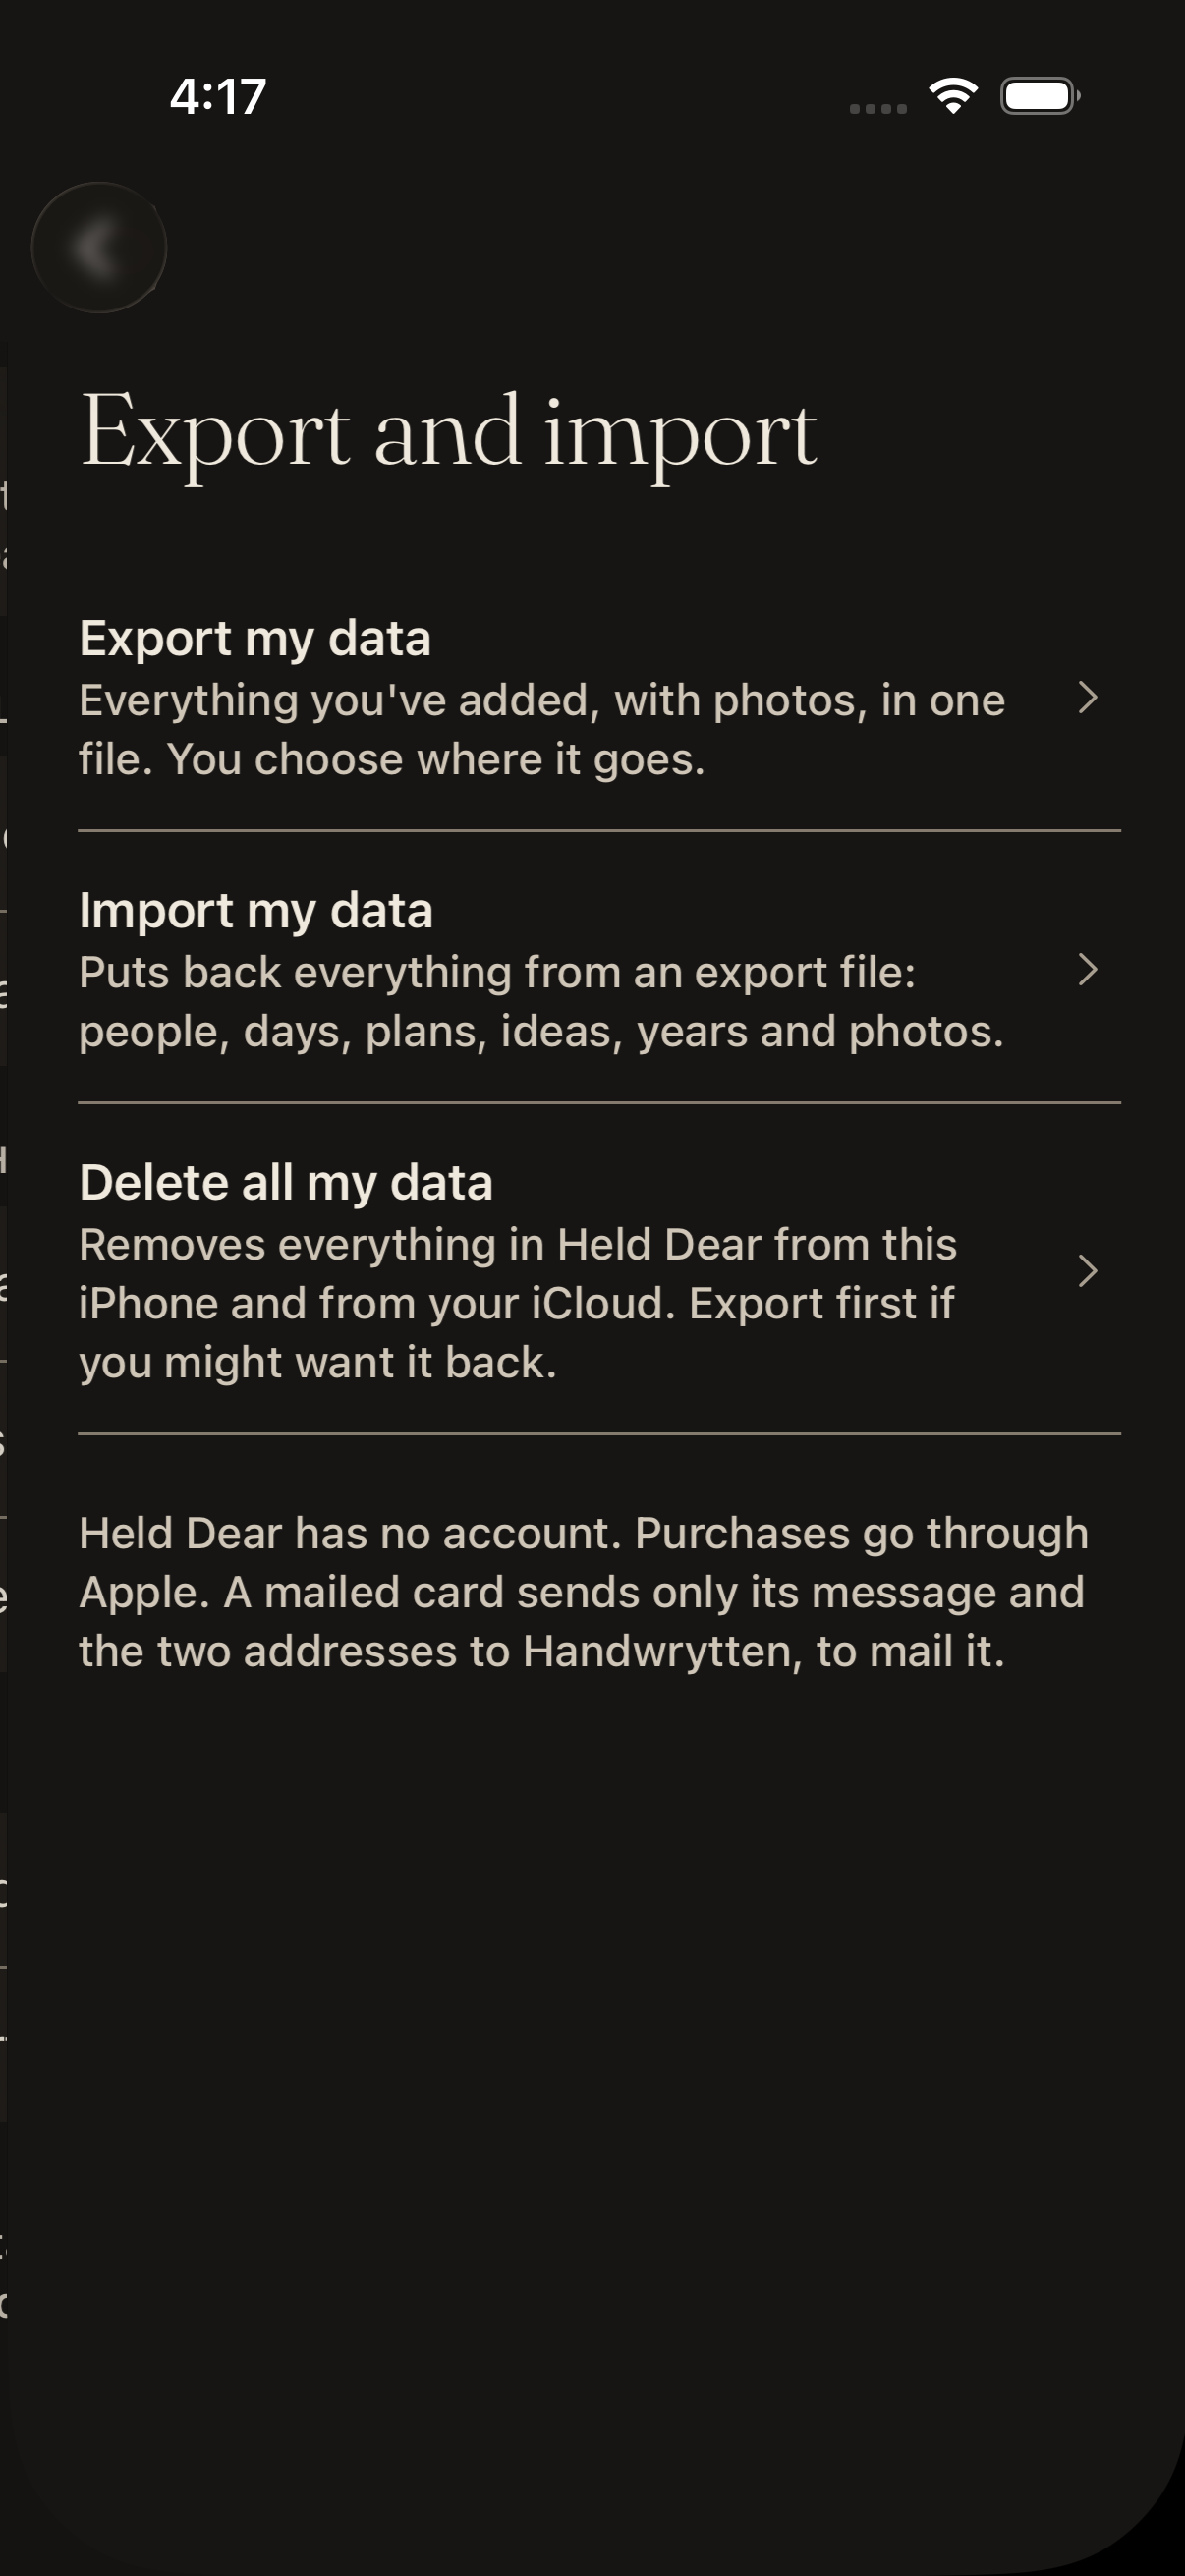 4:17
Export and import
Export my data
Everything you've added, with photos, in one
file. You choose where it goes.
Import my data
Puts back everything from an export file:
people, days, plans, ideas, years and photos.
Delete all my data
Removes everything in Held Dear from this
iPhone and from your iCloud. Export first if
you might want it back.
Held Dear has no account. Purchases go through
Apple. A mailed card sends only its message and
the two addresses to Handwrytten, to mail it.